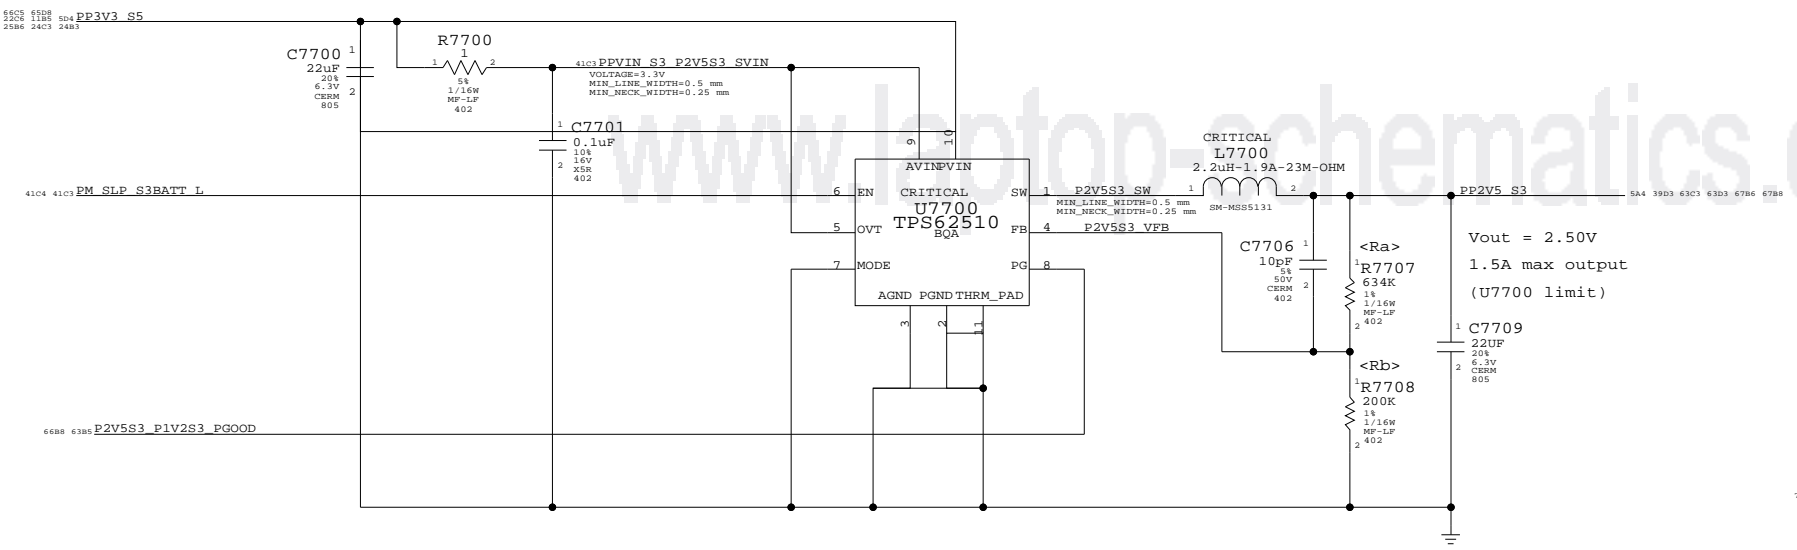 66C5 65D8
22C6 11B5 5D4 PP3V3 S5
25B6 24C3 24B3
C7700
1
22uF
20%
6.3V
2
CERM
805
R7700
1
1
2
5%
1/16W
MF-LF
402
41C3 PPVIN_S3_P2V5S3_SVIN
VOLTAGE=3.3V
MIN_LINE_WIDTH=0.5 mm
MIN_NECK_WIDTH=0.25 mm
1
C7701
0.1uF
10%
2
16V
X5R
402
www.laptop-schematics.
9
10
AVIN PVIN
41C4 41C3 PM_SLP_S3BATT_L
6
EN
CRITICAL
SW
1
U7700
TPS62510
BQA
5
OVT
FB
4
7
MODE
PG
8
AGND PGND THRM_PAD
3
2
11
P2V5S3_SW
MIN_LINE_WIDTH=0.5 mm
MIN_NECK_WIDTH=0.25 mm
P2V5S3_VFB
CRITICAL
L7700
2.2uH-1.9A-23M-OHM
1
2
SM-MSS5131
PP2V5_S3
5A4 39D3 63C3 63D3 67B6 67B8
Vout = 2.50V
1.5A max output
(U7700 limit)
C7706
1
10pF
5%
50V
CERM
2
402
<Ra>
1
R7707
634K
1%
1/16W
MF-LF
2
402
<Rb>
1
R7708
200K
1%
1/16W
MF-LF
2
402
1
C7709
22UF
20%
6.3V
2
CERM
805
66B8 63B5 P2V5S3_P1V2S3_PGOOD